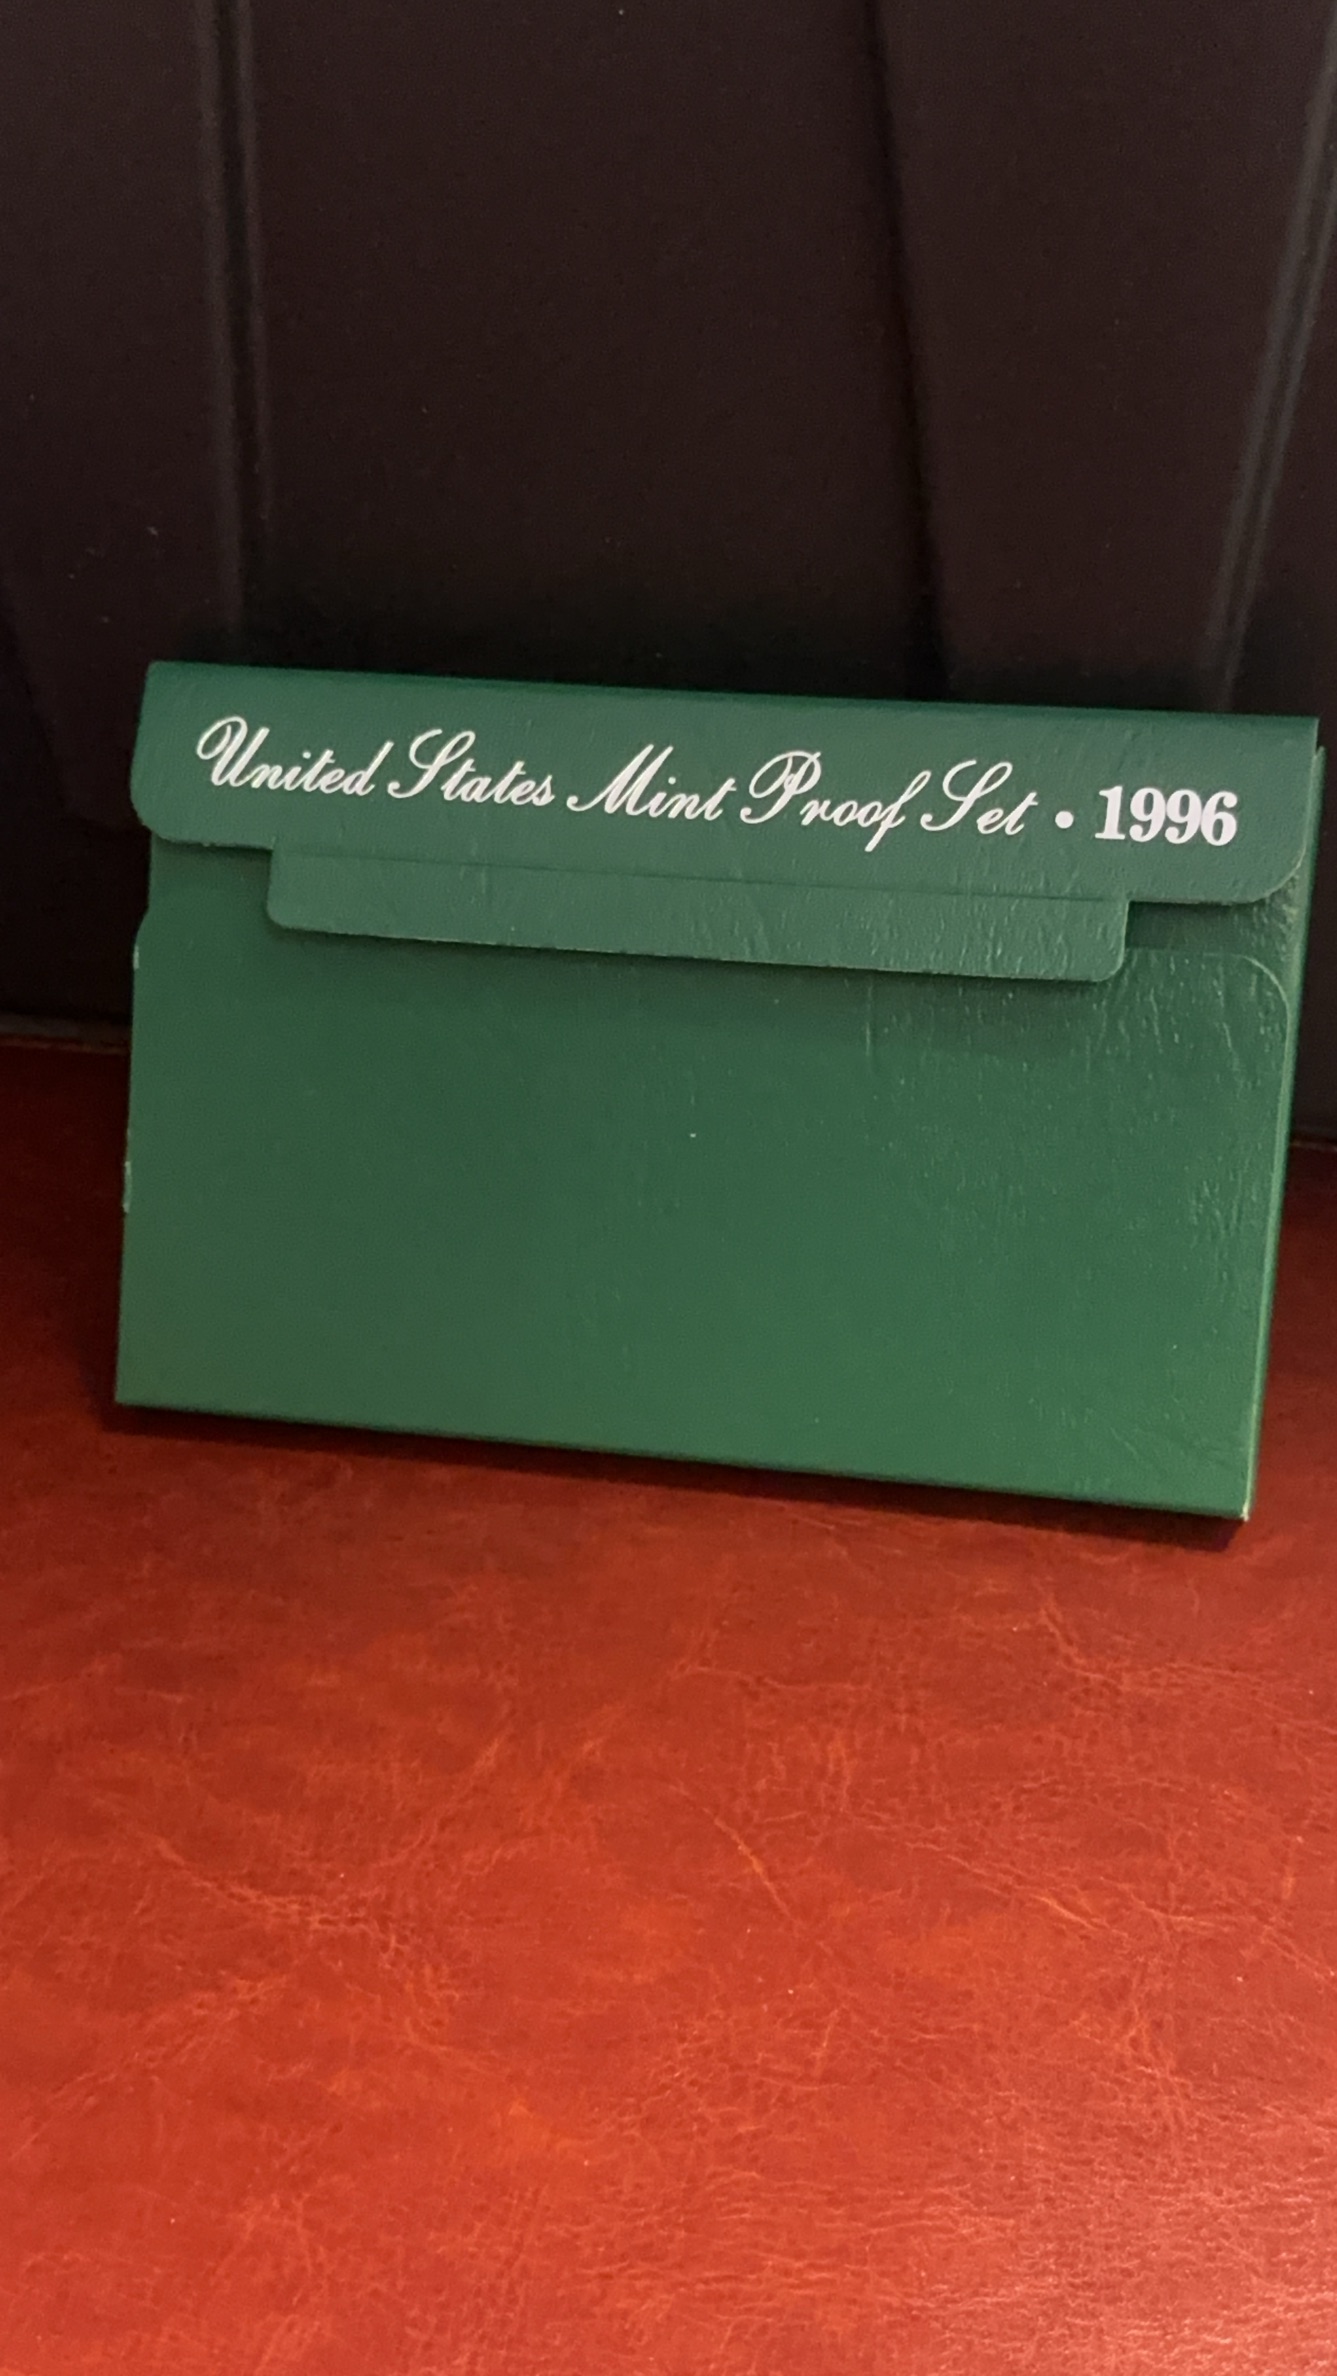 United States Mint Proof Set • 1996